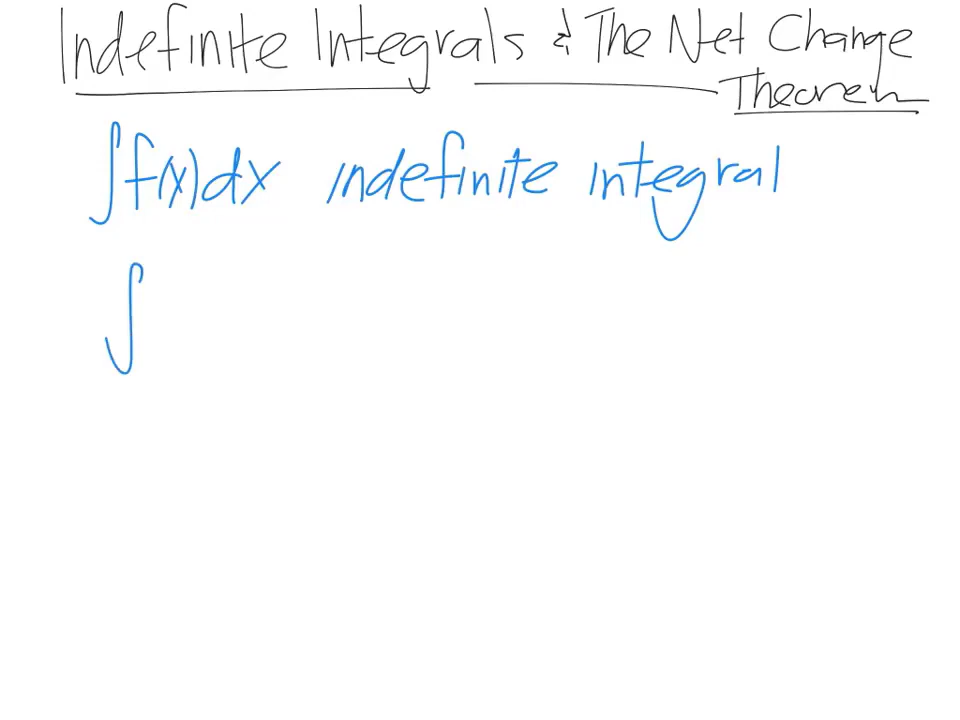 Indefinite Integrals & The Net Change
Theorem
∫f(x)dx indefinite integral
∫